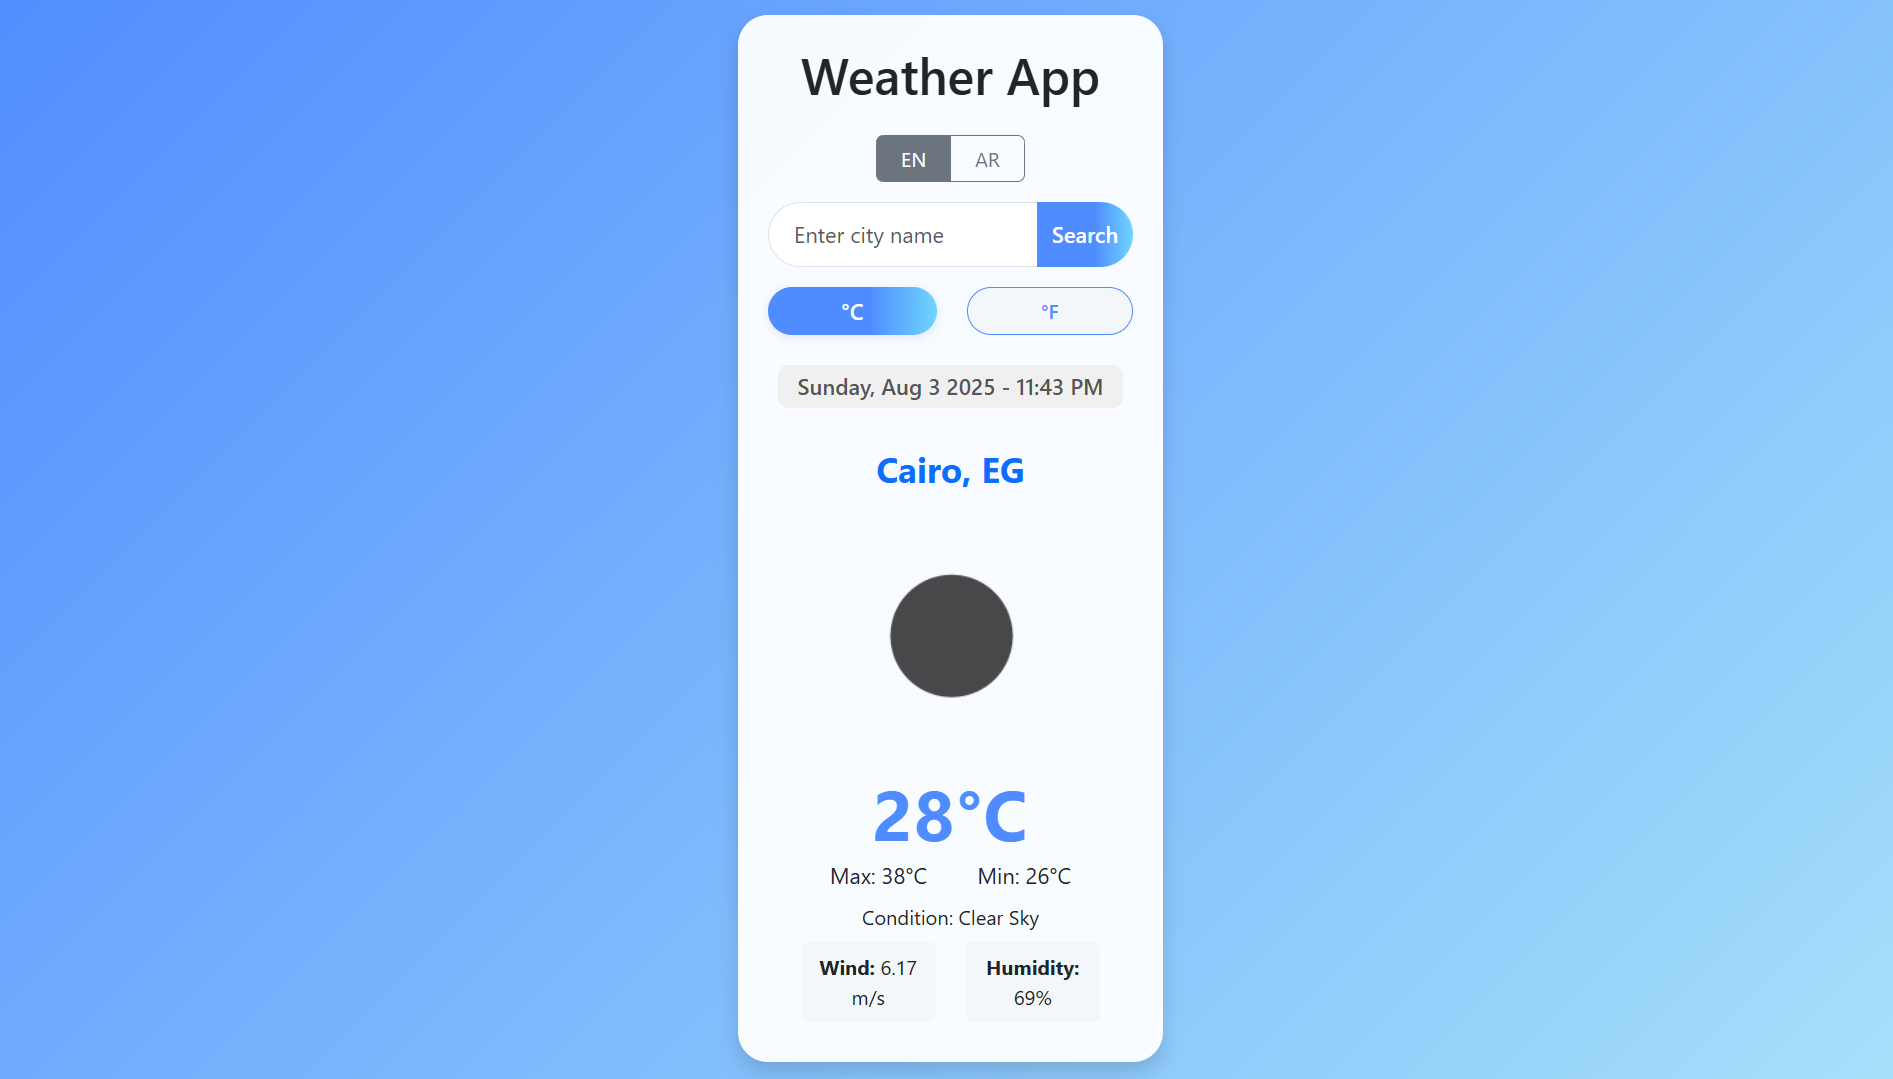 Weather App
EN AR
Enter city name Search
°C °F
Sunday, Aug 3 2025 - 11:43 PM
Cairo, EG
28°C
Max: 38°C Min: 26°C
Condition: Clear Sky
Wind: 6.17
m/s
Humidity:
69%